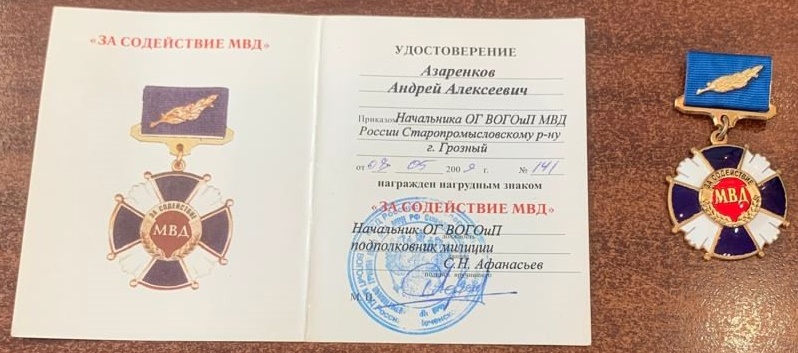 «ЗА СОДЕЙСТВИЕ МВД»
ЗА СОДЕЙСТВИЕ
МВД
УДОСТОВЕРЕНИЕ
Азаренков
Андрей Алексеевич
Приказом Начальника ОГ ВОГОиП МВД
России Старопромысловскому р-ну
г. Грозный
от 05 200 г. № 141
награжден нагрудным знаком
«ЗА СОДЕЙСТВИЕ МВД»
Начальник ОГ ВОГОиП
подполковник милиции
С.П. Афанасьев
М.П.
ЗА СОДЕЙСТВИЕ
МВД